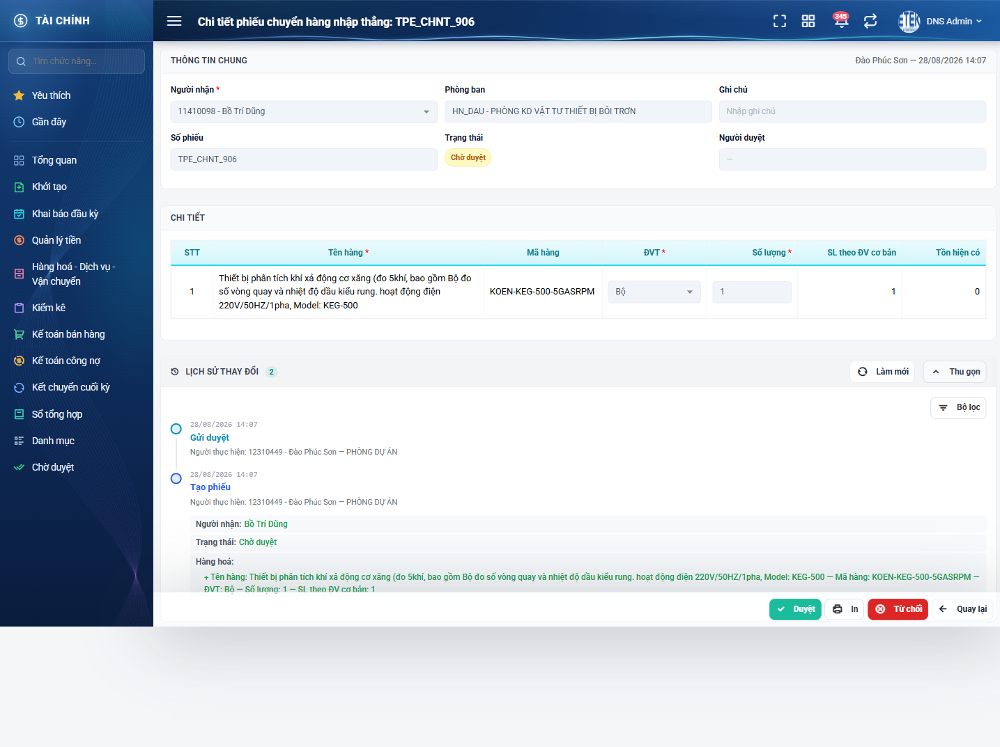 TÀI CHÍNH
Chi tiết phiếu chuyển hàng nhập thẳng: TPE_CHNT_906
345
DNS Admin
Tìm chức năng...
Yêu thích
Gần đây
Tổng quan
Khởi tạo
Khai báo đầu kỳ
Quản lý tiền
Hàng hoá - Dịch vụ -
Vận chuyển
Kiểm kê
Kế toán bán hàng
Kế toán công nợ
Kết chuyển cuối kỳ
Sổ tổng hợp
Danh mục
Chờ duyệt
THÔNG TIN CHUNG
Đào Phúc Sơn — 28/08/2026 14:07
Người nhận *
Phòng ban
Ghi chú
11410098 - Bồ Trí Dũng
HN_DAU - PHÒNG KD VẬT TƯ THIẾT BỊ BÔI TRƠN
Nhập ghi chú
Số phiếu
Trạng thái
Người duyệt
TPE_CHNT_906
Chờ duyệt
—
CHI TIẾT
STT
Tên hàng *
Mã hàng
ĐVT *
Số lượng *
SL theo ĐV cơ bản
Tồn hiện có
1
Thiết bị phân tích khí xả động cơ xăng (đo 5khí, bao gồm Bộ đo
số vòng quay và nhiệt độ dầu kiểu rung. hoạt động điện
220V/50HZ/1pha, Model: KEG-500
KOEN-KEG-500-5GASRPM
Bộ
1
1
0
LỊCH SỬ THAY ĐỔI 2
Làm mới
Thu gọn
Bộ lọc
28/08/2026 14:07
Gửi duyệt
Người thực hiện: 12310449 - Đào Phúc Sơn — PHÒNG DỰ ÁN
28/08/2026 14:07
Tạo phiếu
Người thực hiện: 12310449 - Đào Phúc Sơn — PHÒNG DỰ ÁN
Người nhận: Bồ Trí Dũng
Trạng thái: Chờ duyệt
Hàng hoá:
+ Tên hàng: Thiết bị phân tích khí xả động cơ xăng (đo 5khí, bao gồm Bộ đo số vòng quay và nhiệt độ dầu kiểu rung. hoạt động điện 220V/50HZ/1pha, Model: KEG-500 — Mã hàng: KOEN-KEG-500-5GASRPM —
ĐVT: Bộ — Số lượng: 1 — SL theo ĐV cơ bản: 1
Duyệt
In
Từ chối
Quay lại